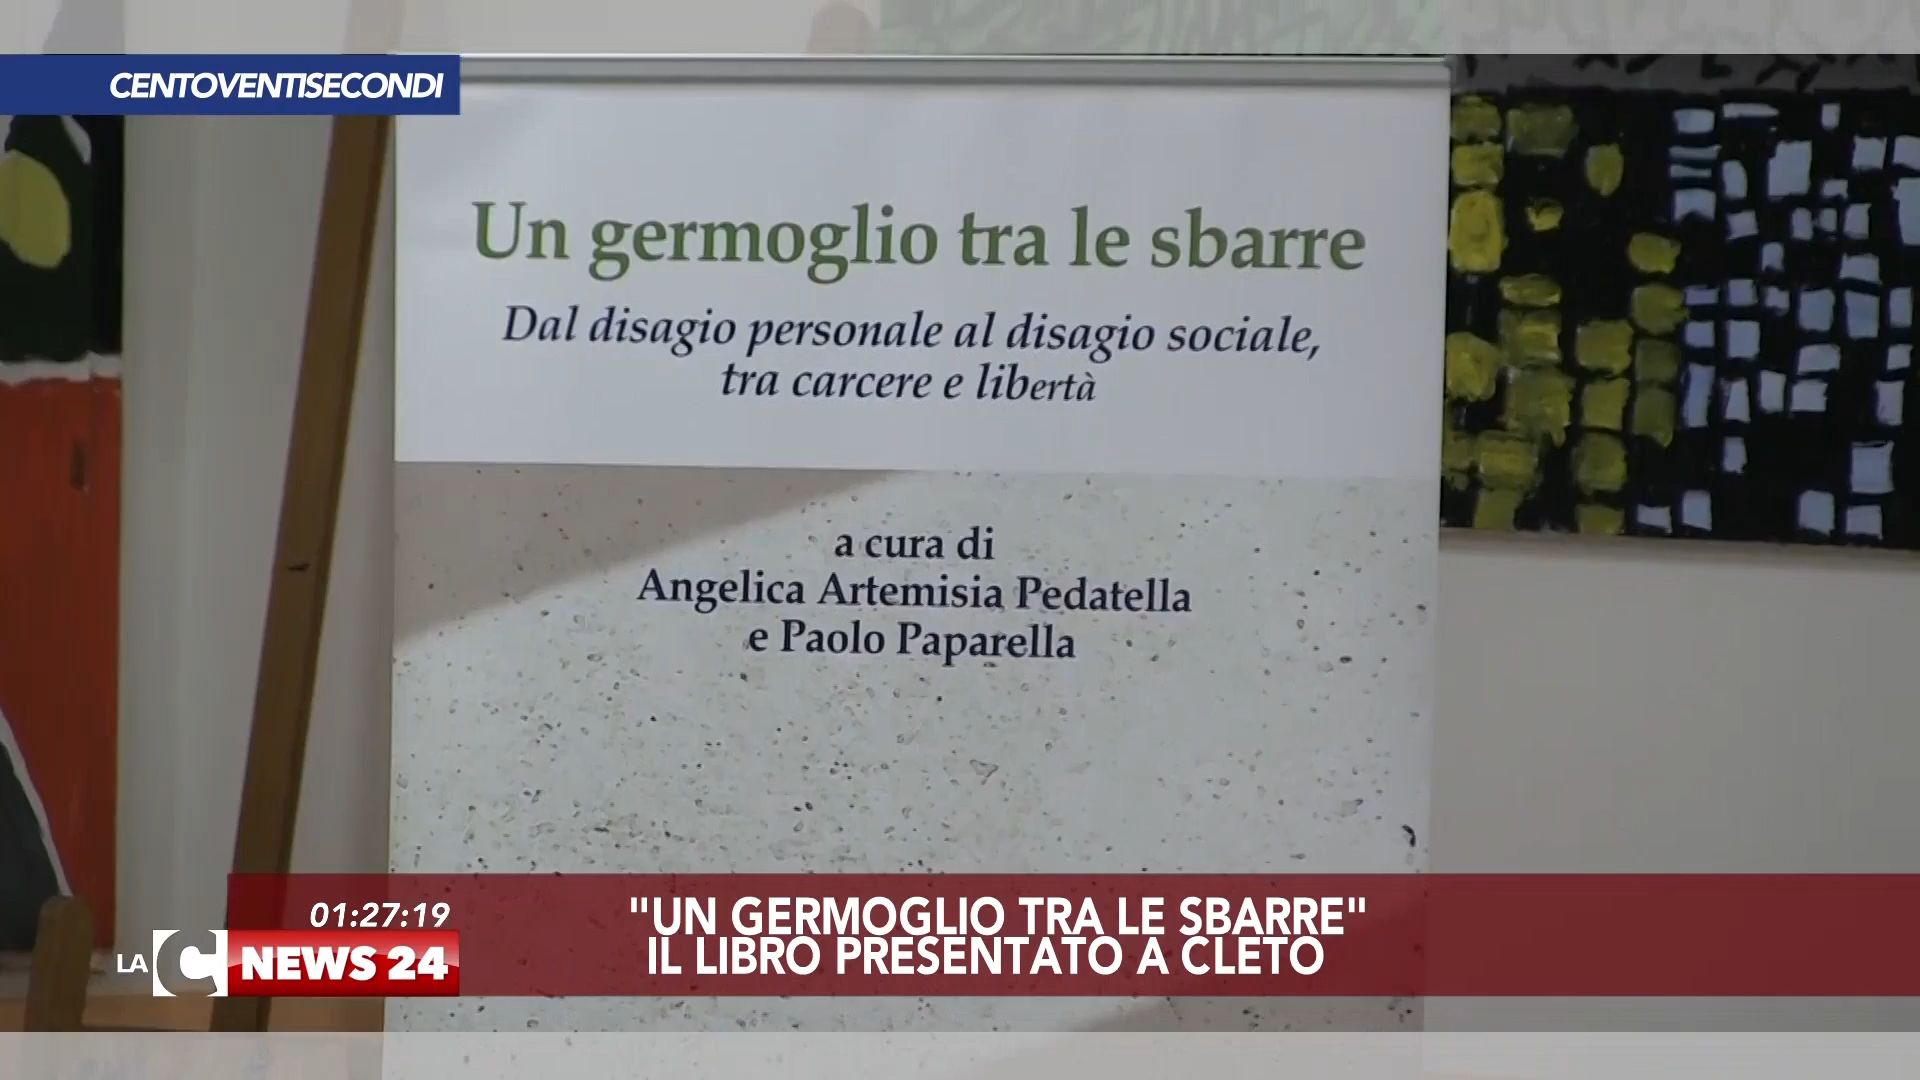 CENTOVENTISECONDI
Un germoglio tra le sbarre
Dal disagio personale al disagio sociale,
tra carcere e libertà
a cura di
Angelica Artemisia Pedatella
e Paolo Paparella
01:27:19
LA C NEWS 24
"UN GERMOGLIO TRA LE SBARRE"
IL LIBRO PRESENTATO A CLETO